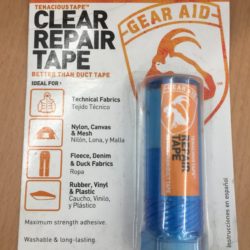 TENACIOUS TAPE™
CLEAR
REPAIR
TAPE
BETTER THAN DUCT TAPE
IDEAL FOR
Technical Fabrics
Tejido Técnico
Nylon, Canvas
& Mesh
Nilón, Lona, y Malla
Fleece, Denim
& Duck Fabrics
Ropa
Rubber, Vinyl &
Plastic
Caucho, Vinilo,
y Plástico
Maximum strength adhesive.
Washable & long-lasting.
GEAR AID
CLEAR
REPAIR
TAPE
Instrucciones en español